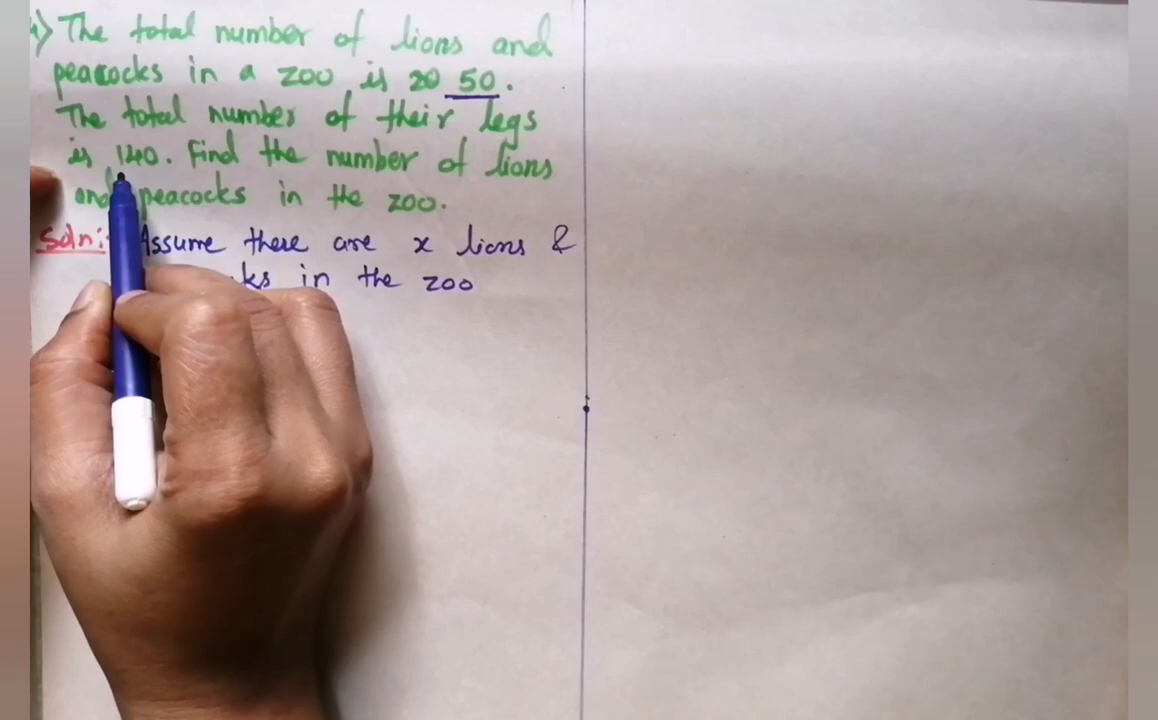 The total number of lions and
peacocks in a zoo is 20 50.
The total number of their legs
is 140. Find the number of lions
and peacocks in the zoo.
Soln: Assume there are x lions &
in the zoo